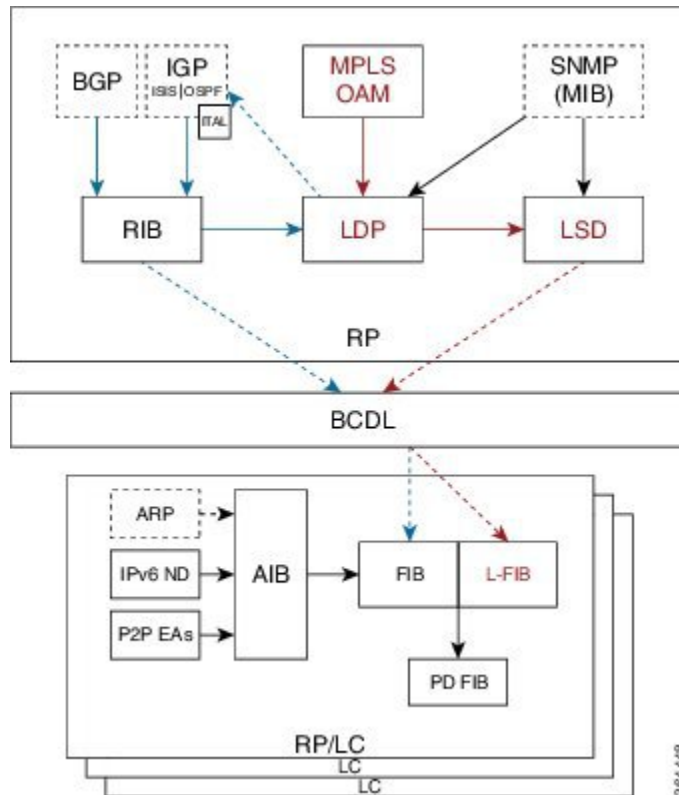 BGP
IGP
ISIS|OSPF
ITAL
MPLS
OAM
SNMP
(MIB)
RIB
LDP
LSD
RP
BCDL
ARP
IPv6 ND
P2P EAs
AIB
FIB
L-FIB
PD FIB
RP/LC
LC
LC